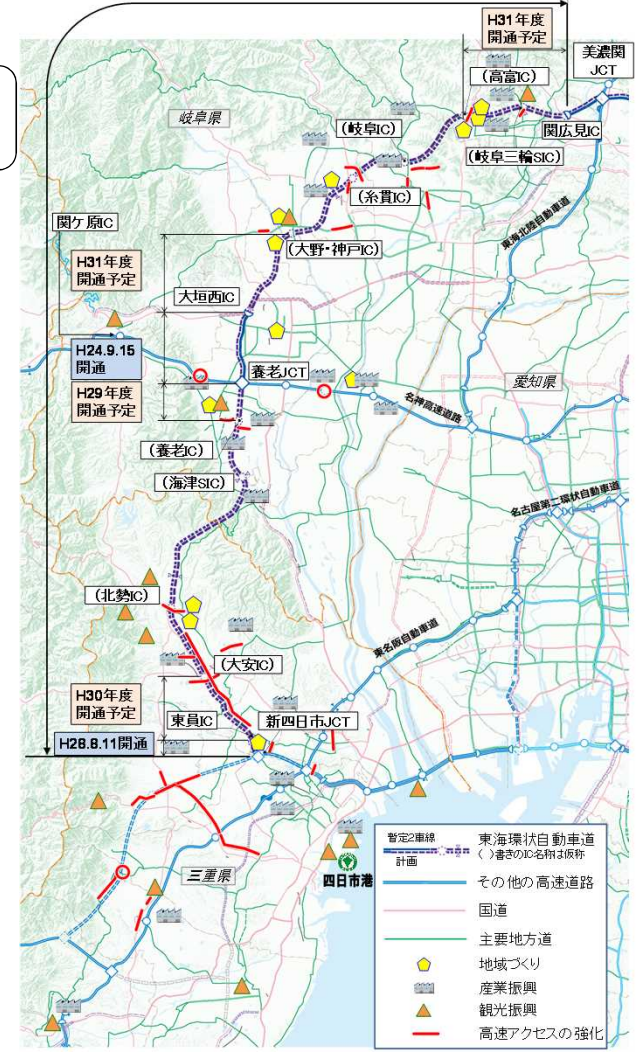 H31年度
開通予定
美濃関
JCT
(高富IC)
岐阜県
(岐阜IC)
関広見IC
(岐阜三輪SIC)
(糸貫IC)
関ケ原IC
東海北陸自動車道
(大野・神戸IC)
H31年度
開通予定
大垣西IC
H24.9.15
開通
養老JCT
愛知県
H29年度
開通予定
名神高速道路
(養老IC)
(海津SIC)
名古屋第二環状自動車道
(北勢IC)
東名阪自動車道
(大安IC)
H30年度
開通予定
東員IC
新四日市JCT
H28.8.11開通
四日市港
三重県
暫定2車線
計画
東海環状自動車道
( )書きのIC名称は仮称
その他の高速道路
国道
主要地方道
地域づくり
産業振興
観光振興
高速アクセスの強化